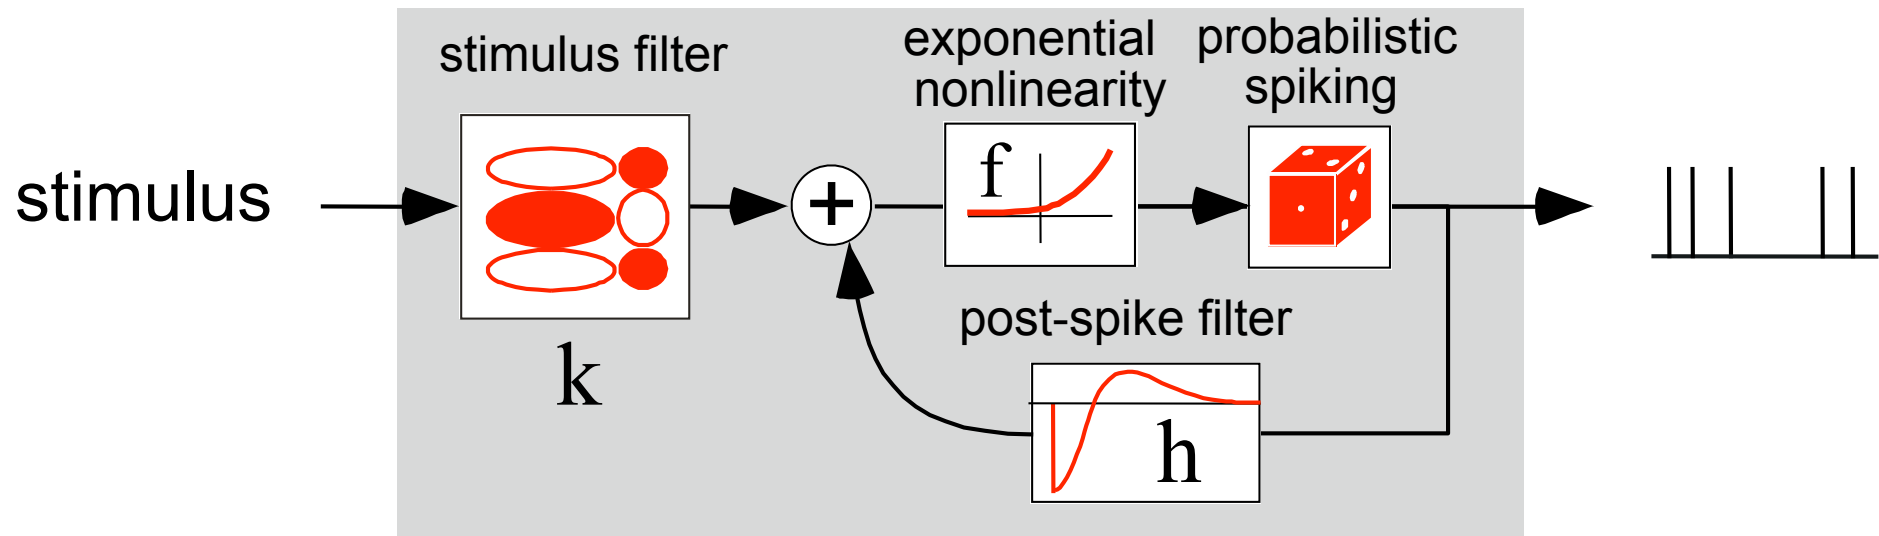 stimulus
stimulus filter
k
+
exponential
nonlinearity
f
probabilistic
spiking
post-spike filter
h